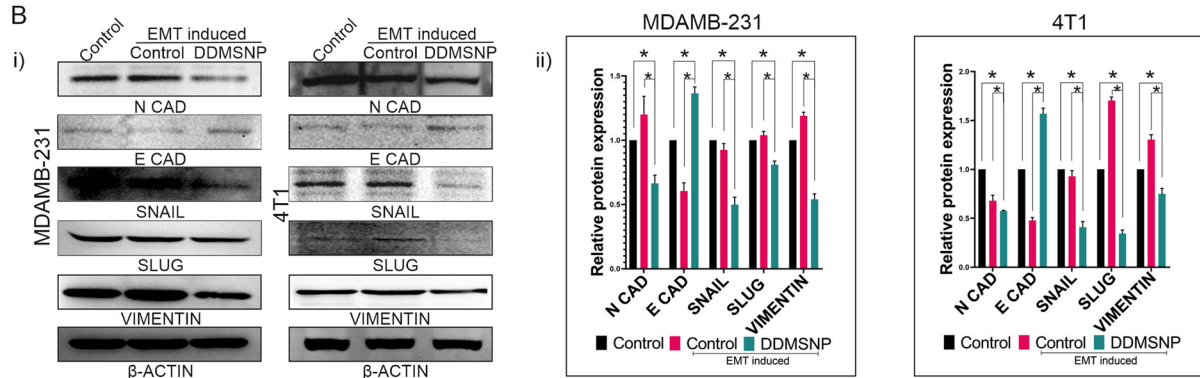 B
i)
MDAMB-231
Control
EMT induced
Control DDMSNP
N CAD
E CAD
SNAIL
SLUG
VIMENTIN
β-ACTIN
4T1
Control
EMT induced
Control DDMSNP
N CAD
E CAD
SNAIL
SLUG
VIMENTIN
β-ACTIN
ii)
MDAMB-231
Relative protein expression
1.5
1.0
0.5
0.0
* * * * *
* * * * *
N CAD
E CAD
SNAIL
SLUG
VIMENTIN
Control Control DDMSNP
EMT induced
4T1
Relative protein expression
2.0
1.5
1.0
0.5
0.0
* * * * *
* * * * *
N CAD
E CAD
SNAIL
SLUG
VIMENTIN
Control Control DDMSNP
EMT induced